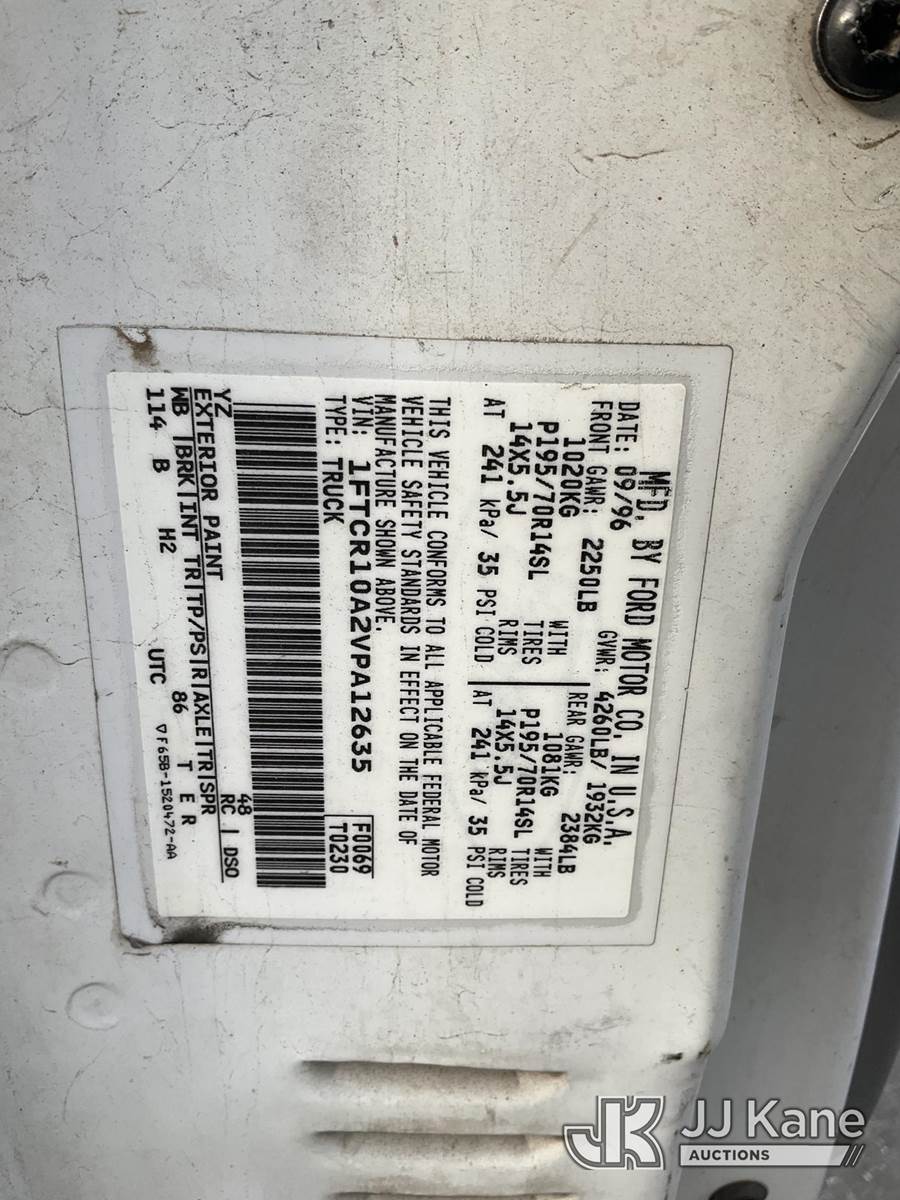 MFD. BY FORD MOTOR CO. IN U.S.A.
DATE: 09/96 GVWR: 4260LB/ 1932KG
FRONT GAWR: 2250LB REAR GAWR: 2384LB
1020KG WITH 1081KG WITH
P195/70R14SL TIRES P195/70R14SL TIRES
14X5.5J RIMS 14X5.5J RIMS
AT 241 kPa/ 35 PSI COLD AT 241 kPa/ 35 PSI COLD
THIS VEHICLE CONFORMS TO ALL APPLICABLE FEDERAL MOTOR
VEHICLE SAFETY STANDARDS IN EFFECT ON THE DATE OF
MANUFACTURE SHOWN ABOVE.
VIN: 1FTCR10A2VPA12635 F0069
TYPE: TRUCK T0230
48
YZ RC DSO
EXTERIOR PAINT
WB BRK INT TR TP/PS R AXLE TR SPR
114 B H2 86 T E R
UTC ▽F65B-1520472-AA
JK JJ Kane
AUCTIONS